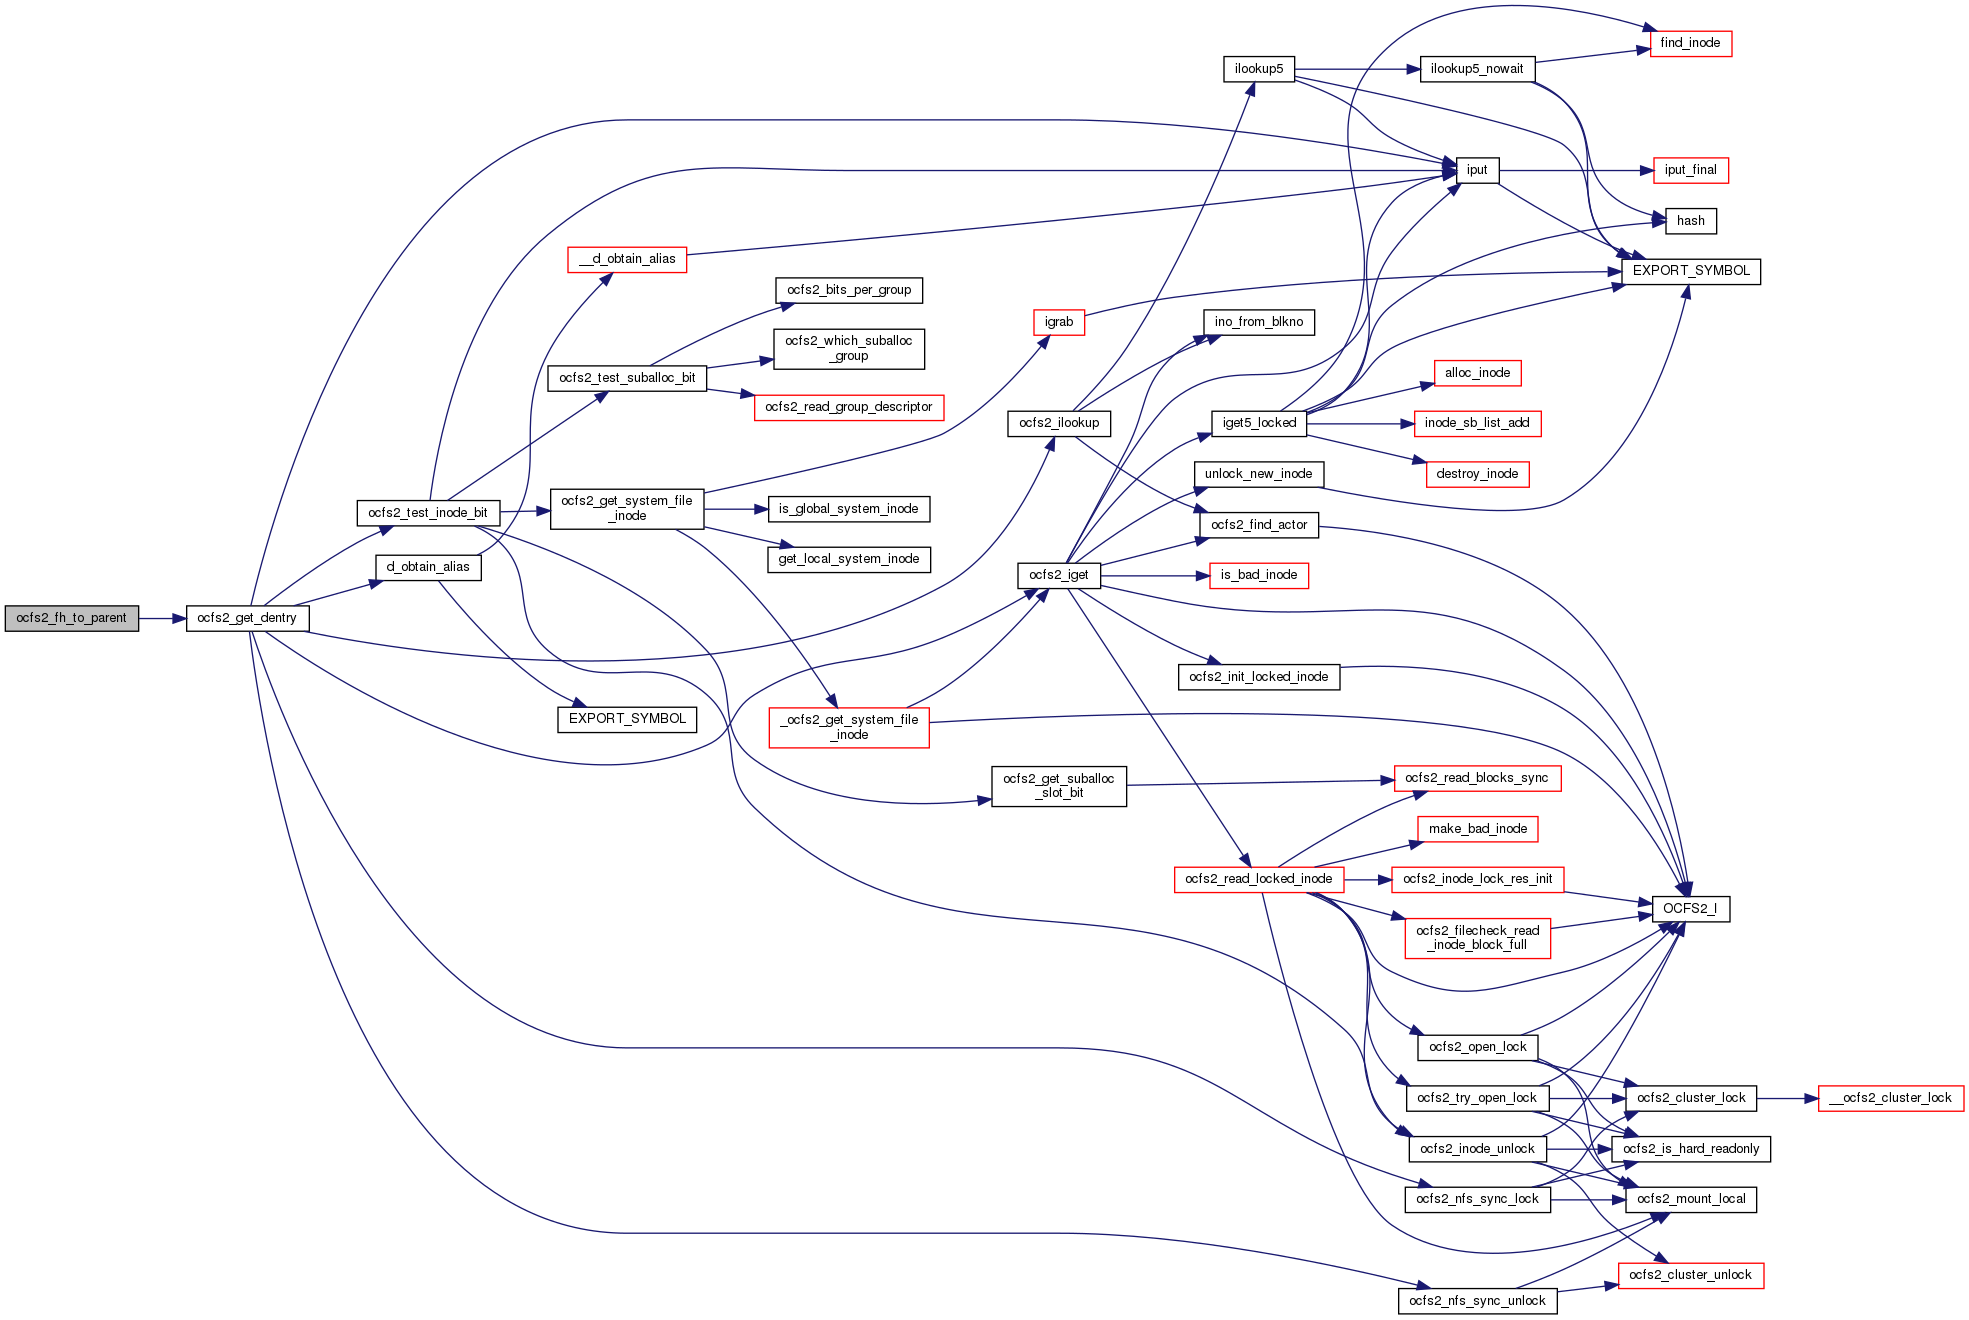 find_inode
ilookup5
ilookup5_nowait
iput
iput_final
hash
__d_obtain_alias
EXPORT_SYMBOL
ocfs2_bits_per_group
igrab
ino_from_blkno
ocfs2_which_suballoc
_group
ocfs2_test_suballoc_bit
alloc_inode
ocfs2_read_group_descriptor
ocfs2_ilookup
iget5_locked
inode_sb_list_add
unlock_new_inode
destroy_inode
ocfs2_test_inode_bit
ocfs2_get_system_file
_inode
is_global_system_inode
ocfs2_find_actor
get_local_system_inode
d_obtain_alias
ocfs2_iget
is_bad_inode
ocfs2_fh_to_parent
ocfs2_get_dentry
ocfs2_init_locked_inode
EXPORT_SYMBOL
_ocfs2_get_system_file
_inode
ocfs2_get_suballoc
_slot_bit
ocfs2_read_blocks_sync
make_bad_inode
ocfs2_read_locked_inode
ocfs2_inode_lock_res_init
OCFS2_I
ocfs2_filecheck_read
_inode_block_full
ocfs2_open_lock
ocfs2_try_open_lock
ocfs2_cluster_lock
__ocfs2_cluster_lock
ocfs2_inode_unlock
ocfs2_is_hard_readonly
ocfs2_nfs_sync_lock
ocfs2_mount_local
ocfs2_cluster_unlock
ocfs2_nfs_sync_unlock